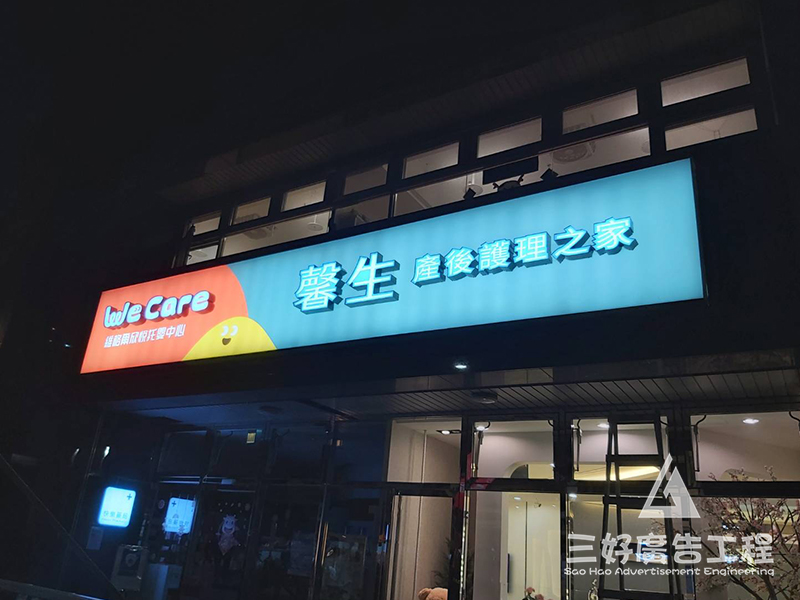 We Care
馨生 產後護理之家
三好廣告工程
Sao Hao Advertisement Engineering